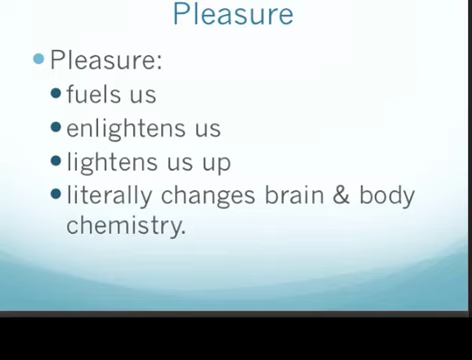 Pleasure
Pleasure:
fuels us
enlightens us
lightens us up
literally changes brain & body
chemistry.